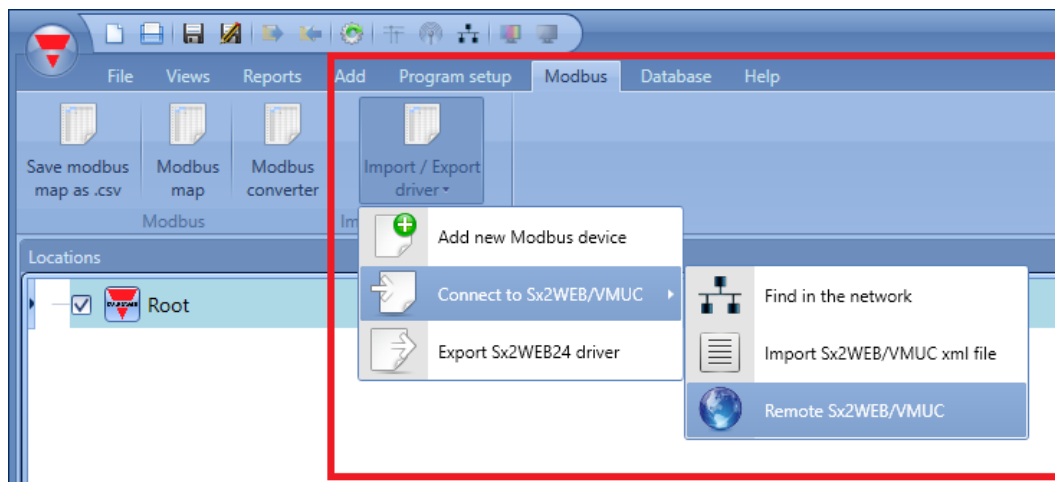 File Views Reports Add Program setup Modbus Database Help
Save modbus
map as .csv
Modbus
map
Modbus
converter
Import / Export
driver
Modbus
Im
Add new Modbus device
Locations
Root
Connect to Sx2WEB/VMUC
Find in the network
Export Sx2WEB24 driver
Import Sx2WEB/VMUC xml file
Remote Sx2WEB/VMUC